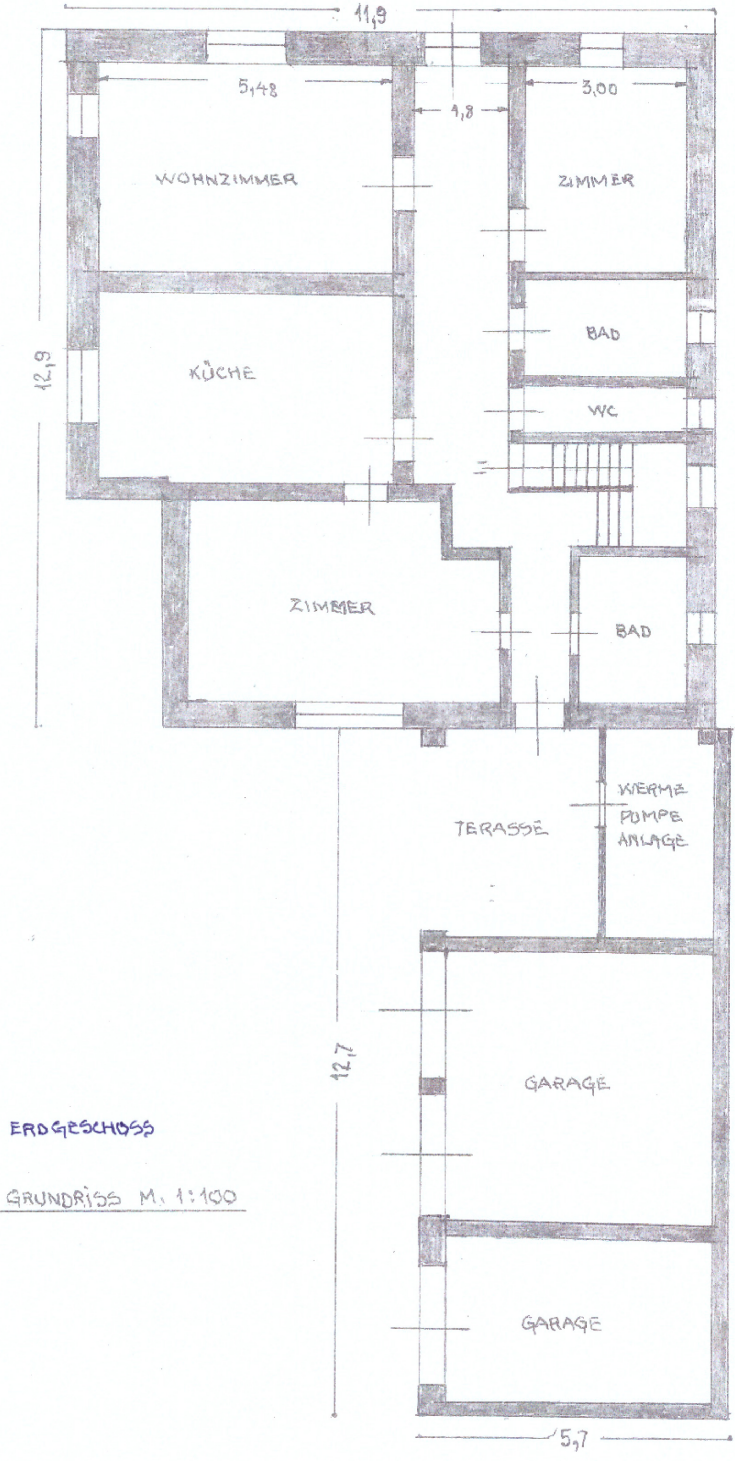 11,9
5,48
1,8
3,00
WOHNZIMMER
ZIMMER
BAD
12,9
KÜCHE
WC
ZIMMER
BAD
TERASSE
WERME
PUMPE
ANLAGE
12,7
GARAGE
ERDGESCHOSS
GRUNDRISS M. 1:100
GARAGE
5,7